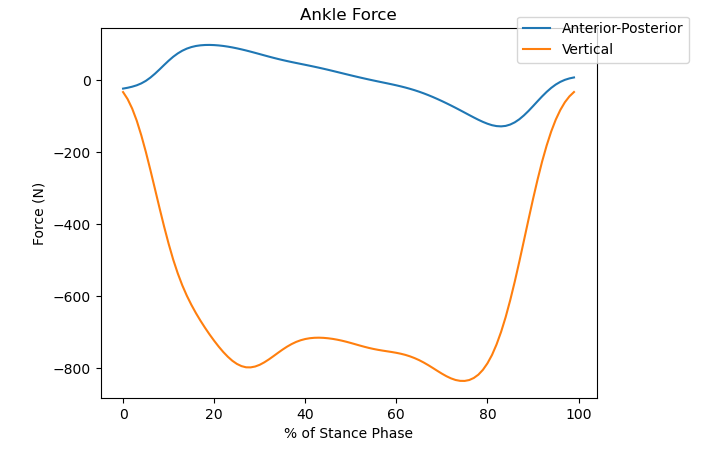 Ankle Force
Anterior-Posterior
Vertical
0
−200
−400
−600
−800
Force (N)
0
20
40
60
80
100
% of Stance Phase